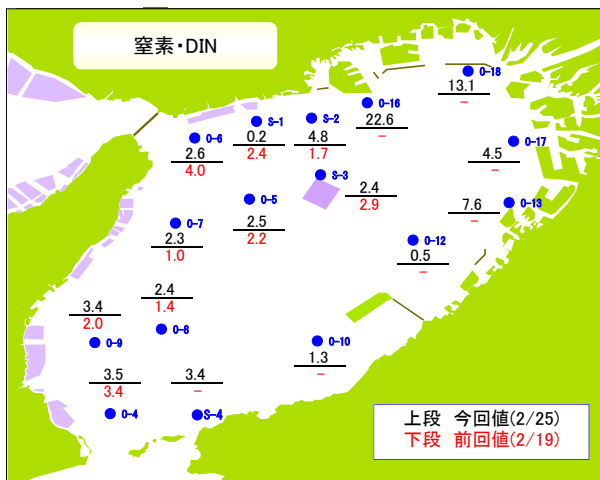 窒素・DIN
O-18
13.1
-
O-16
22.6
-
S-1
0.2
2.4
S-2
4.8
1.7
O-6
2.6
4.0
O-17
4.5
-
S-3
2.4
2.9
O-5
2.5
2.2
O-13
7.6
-
O-7
2.3
1.0
O-12
0.5
-
2.4
1.4
O-8
3.4
2.0
O-9
O-10
1.3
-
3.5
3.4
O-4
3.4
-
S-4
上段 今回値(2/25)
下段 前回値(2/19)